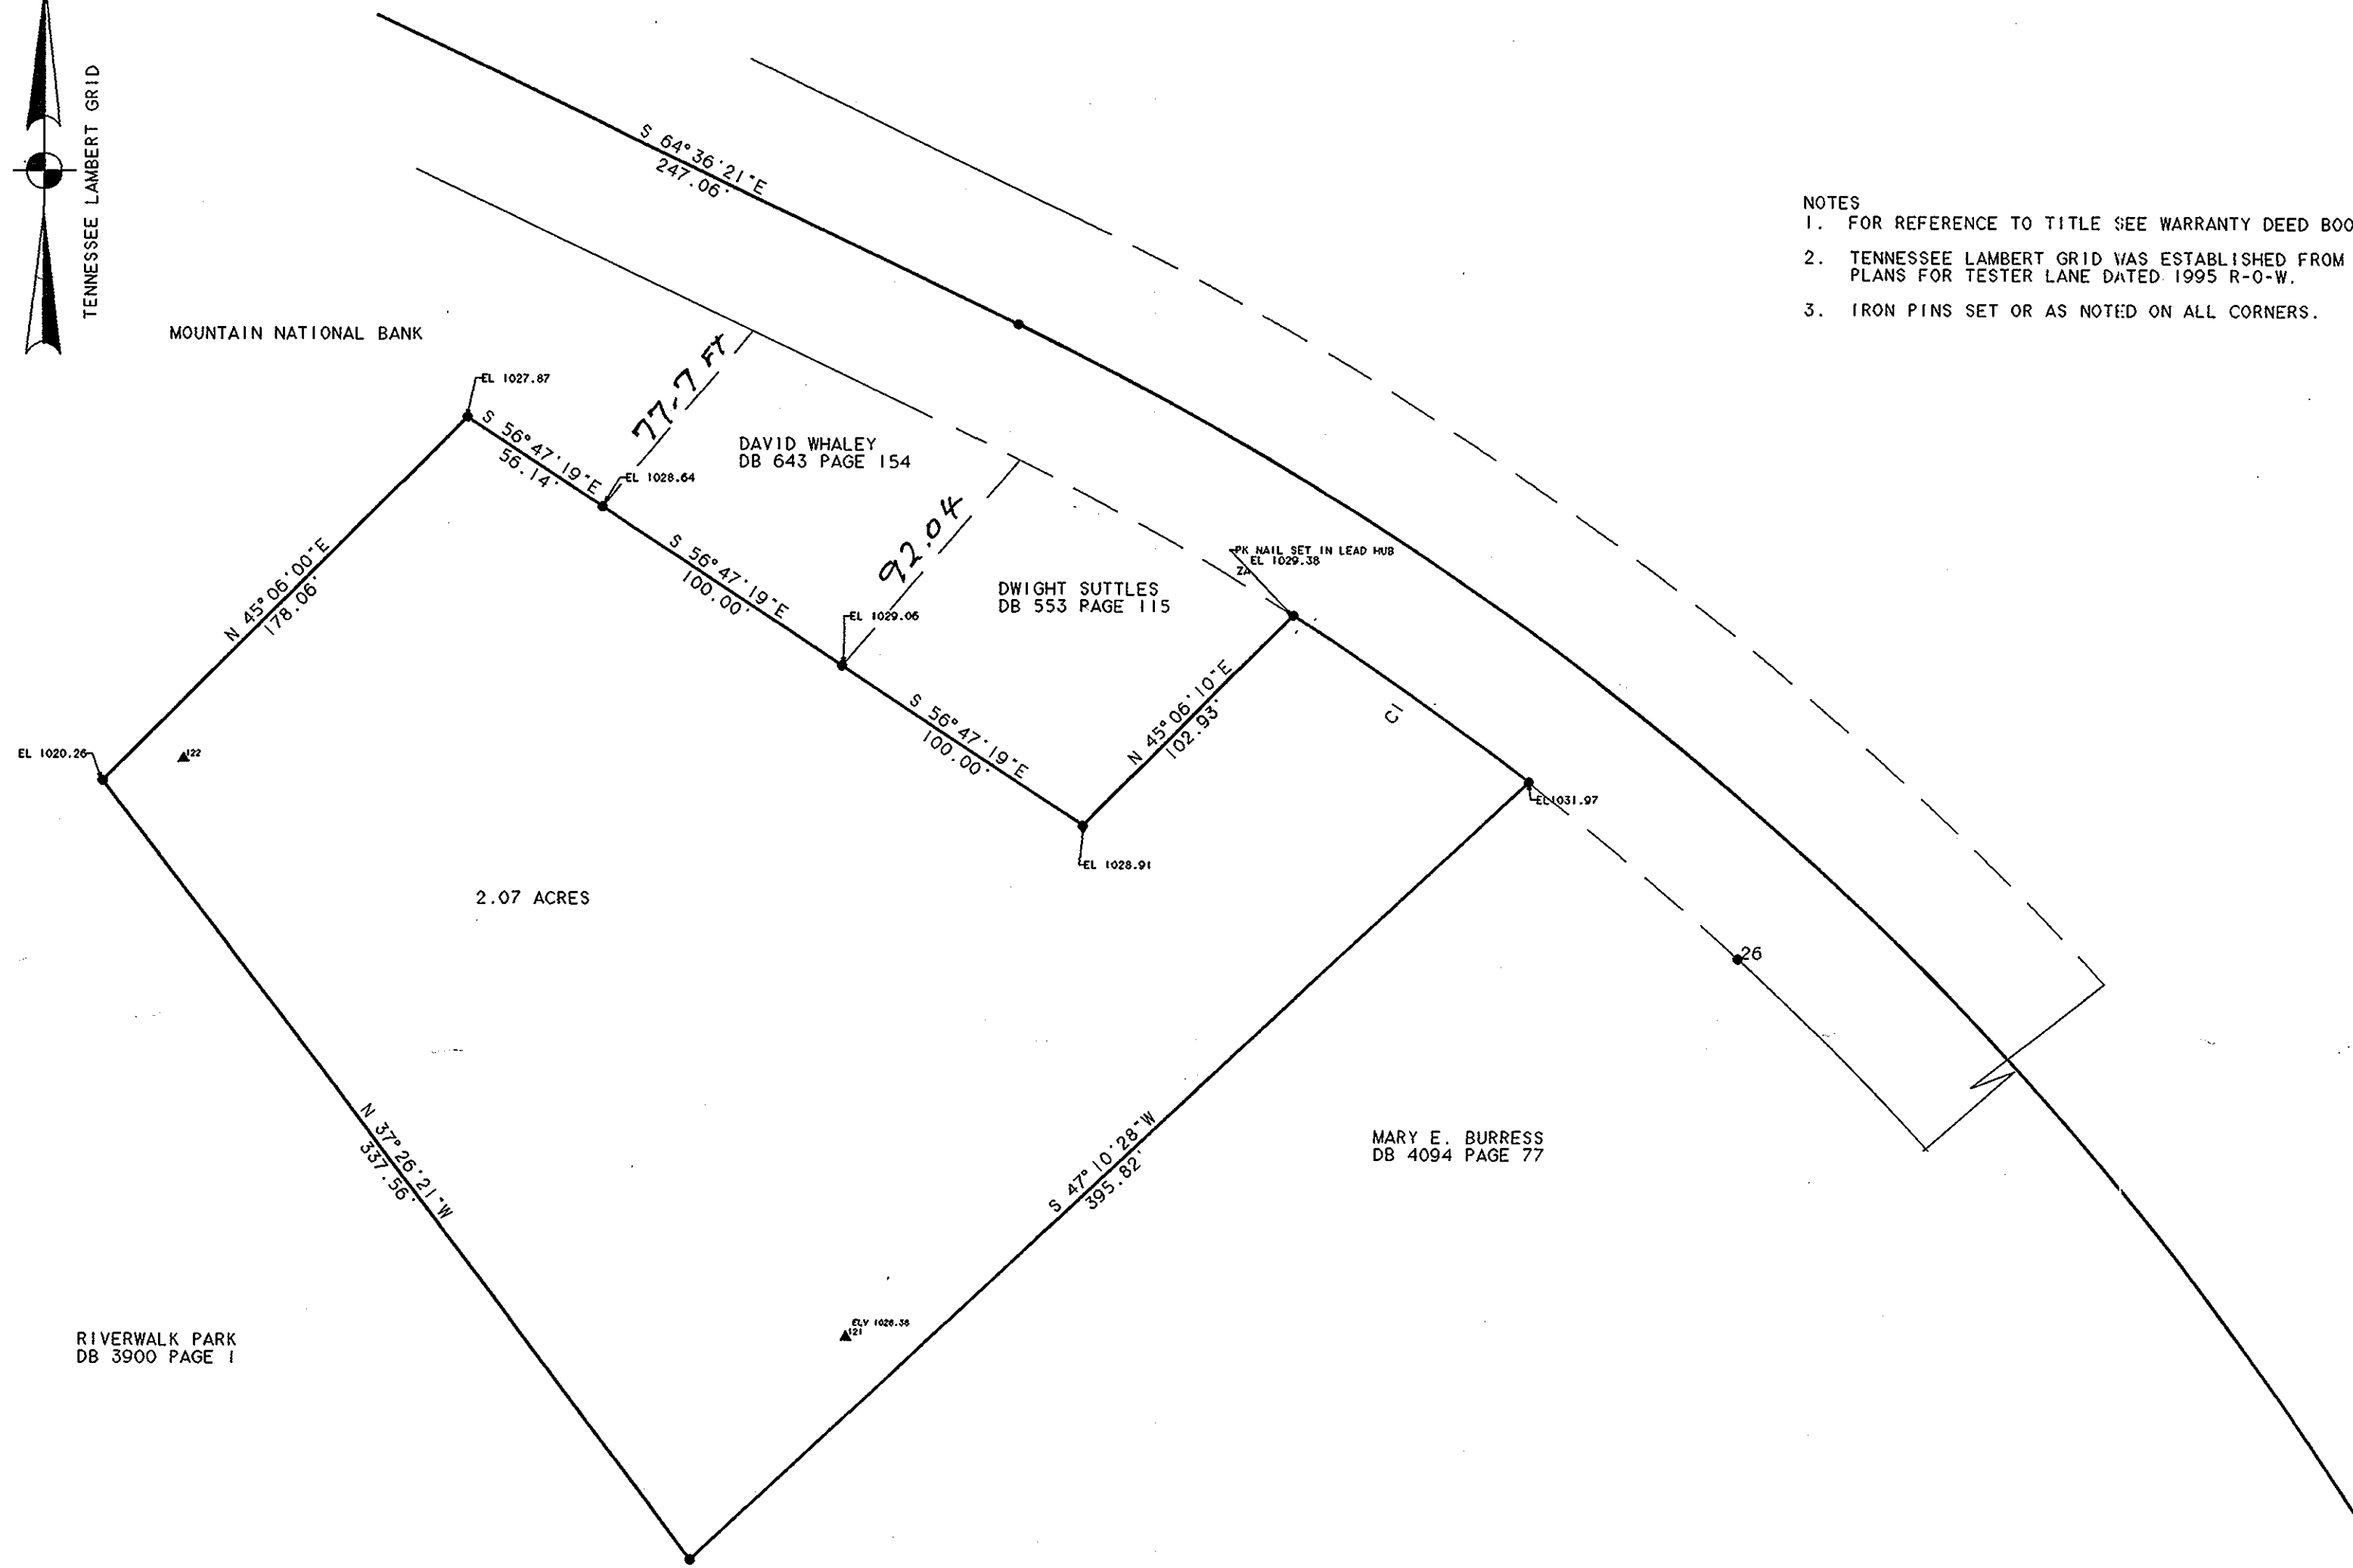 TENNESSEE LAMBERT GRID
S 64°36'21"E
247.06'
NOTES
1. FOR REFERENCE TO TITLE SEE WARRANTY DEED BOO
2. TENNESSEE LAMBERT GRID WAS ESTABLISHED FROM
PLANS FOR TESTER LANE DATED 1995 R-O-W.
3. IRON PINS SET OR AS NOTED ON ALL CORNERS.
MOUNTAIN NATIONAL BANK
77.7 Ft
EL 1027.87
S 56°47'19"E
56.14'
DAVID WHALEY
DB 643 PAGE 154
EL 1028.64
92.04
S 56°47'19"E
100.00'
PK NAIL SET IN LEAD HUB
EL 1029.38
ZA
DWIGHT SUTTLES
DB 553 PAGE 115
EL 1029.06
N 45°06'00"E
178.06'
S 56°47'19"E
100.00'
N 45°06'10"E
102.93'
C1
EL 1020.26
122
EL 1031.97
EL 1028.91
2.07 ACRES
26
N 37°26'21"W
337.56'
S 47°10'28"W
395.82'
MARY E. BURRESS
DB 4094 PAGE 77
121
RIVERWALK PARK
DB 3900 PAGE 1